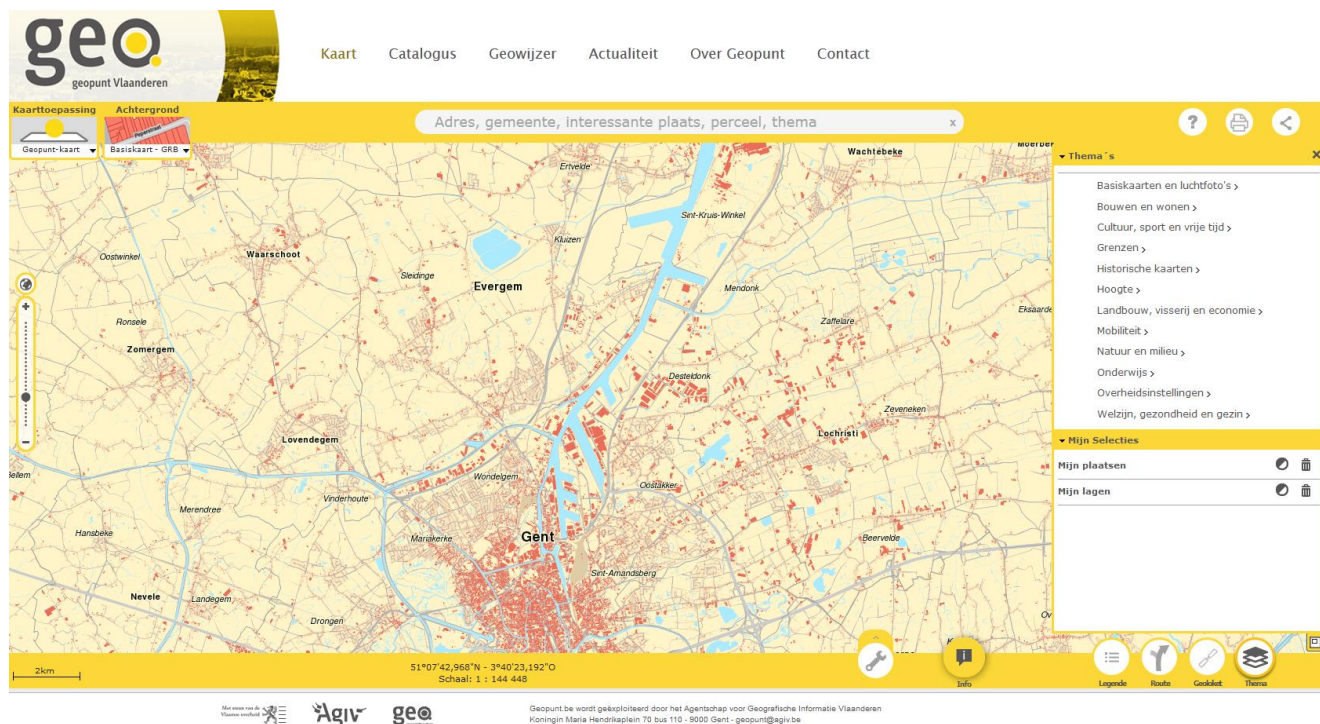 geo
geopunt Vlaanderen
Kaart Catalogus Geowijzer Actualiteit Over Geopunt Contact
Kaarttoepassing Achtergrond
Geopunt-kaart Basiskaart - GRB
Adres, gemeente, interessante plaats, perceel, thema x
?
Thema´s
Basiskaarten en luchtfoto's >
Bouwen en wonen >
Cultuur, sport en vrije tijd >
Grenzen >
Historische kaarten >
Hoogte >
Landbouw, visserij en economie >
Mobiliteit >
Natuur en milieu >
Onderwijs >
Overheidsinstellingen >
Welzijn, gezondheid en gezin >
Mijn Selecties
Mijn plaatsen
Mijn lagen
Wachtebeke
Ertvelde
Sint-Kruis-Winkel
Kluizen
Oostwinkel
Waarschoot
Sleidinge
Evergem
Mendonk
Eksaarde
Ronsele
Zaffelare
Zomergem
Desteldonk
Zeveneken
Lovendegem
Lochristi
Wondelgem
Oostakker
Vinderhoute
Merendree
Hansbeke
Mariakerke
Gent
Beervelde
Sint-Amandsberg
Nevele
Landegem
Drongen
2km
51°07'42,968"N - 3°40'23,192"O
Schaal: 1 : 144 448
Info
Legende Route Geoloket Thema
Met steun van de
Vlaamse overheid
Agiv
geo
Geopunt.be wordt geëxploiteerd door het Agentschap voor Geografische Informatie Vlaanderen
Koningin Maria Hendrikaplein 70 bus 110 - 9000 Gent - geopunt@agiv.be